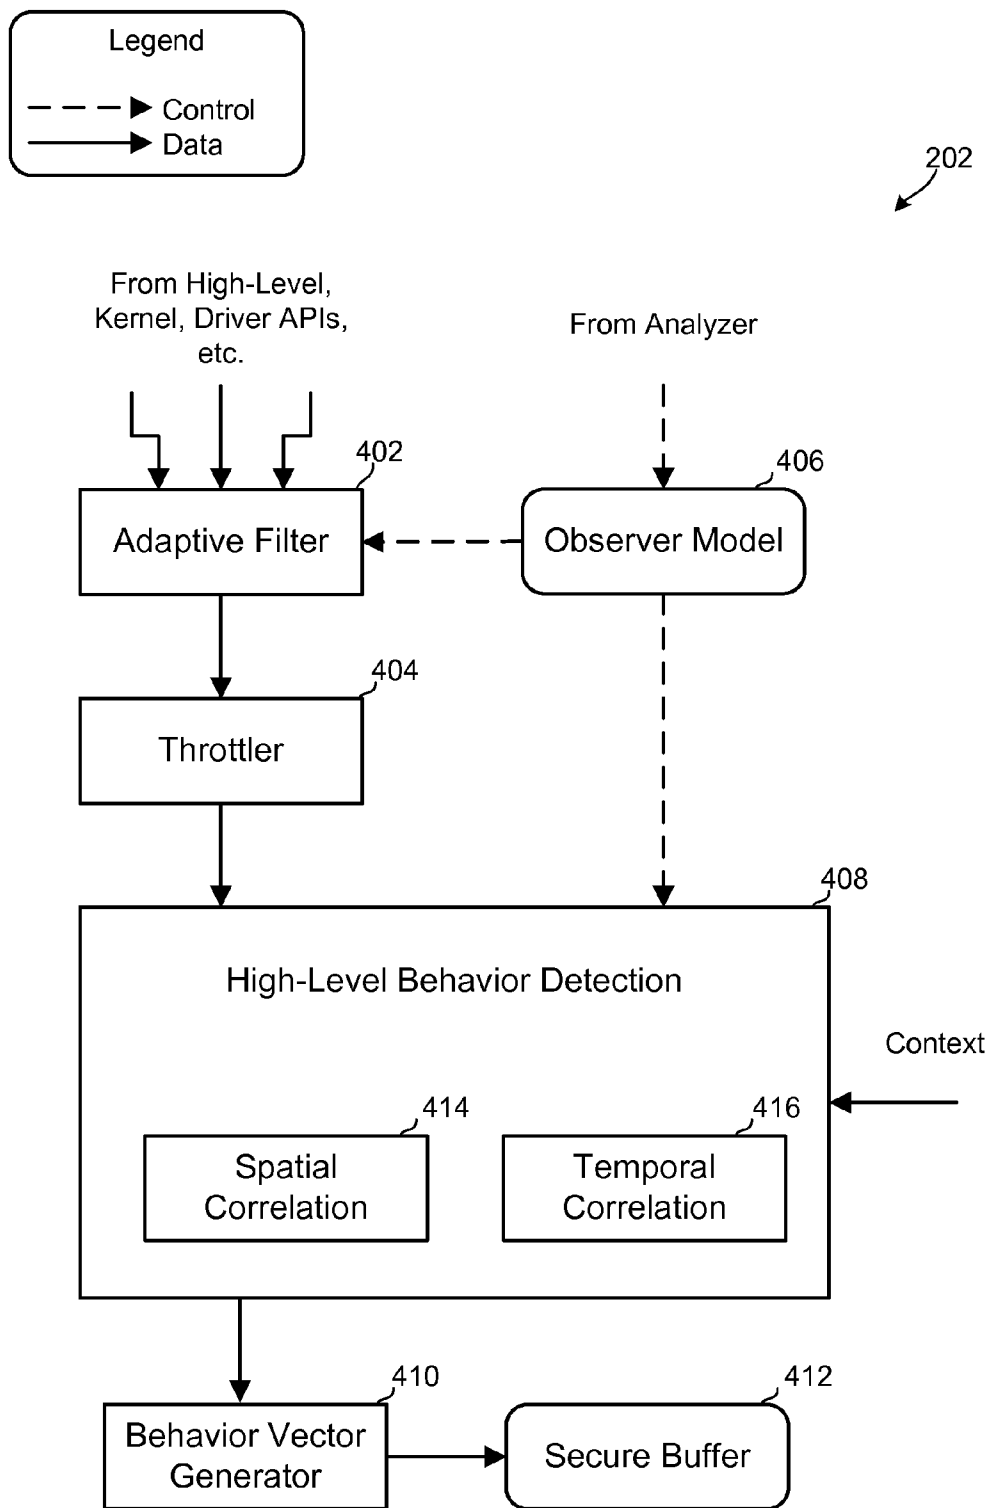 Legend
Control
Data
202
From High-Level,
Kernel, Driver APIs,
etc.
From Analyzer
402
406
Adaptive Filter
Observer Model
404
Throttler
408
High-Level Behavior Detection
Context
414
416
Spatial
Correlation
Temporal
Correlation
410
412
Behavior Vector
Generator
Secure Buffer